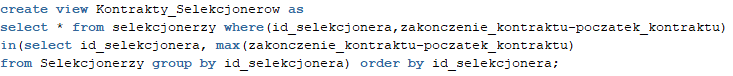 create view Kontrakty_Selekcjonerow as
select * from selekcjonerzy where(id_selekcjonera,zakonczenie_kontraktu-poczatek_kontraktu)
in(select id_selekcjonera, max(zakonczenie_kontraktu-poczatek_kontraktu)
from Selekcjonerzy group by id_selekcjonera) order by id_selekcjonera;